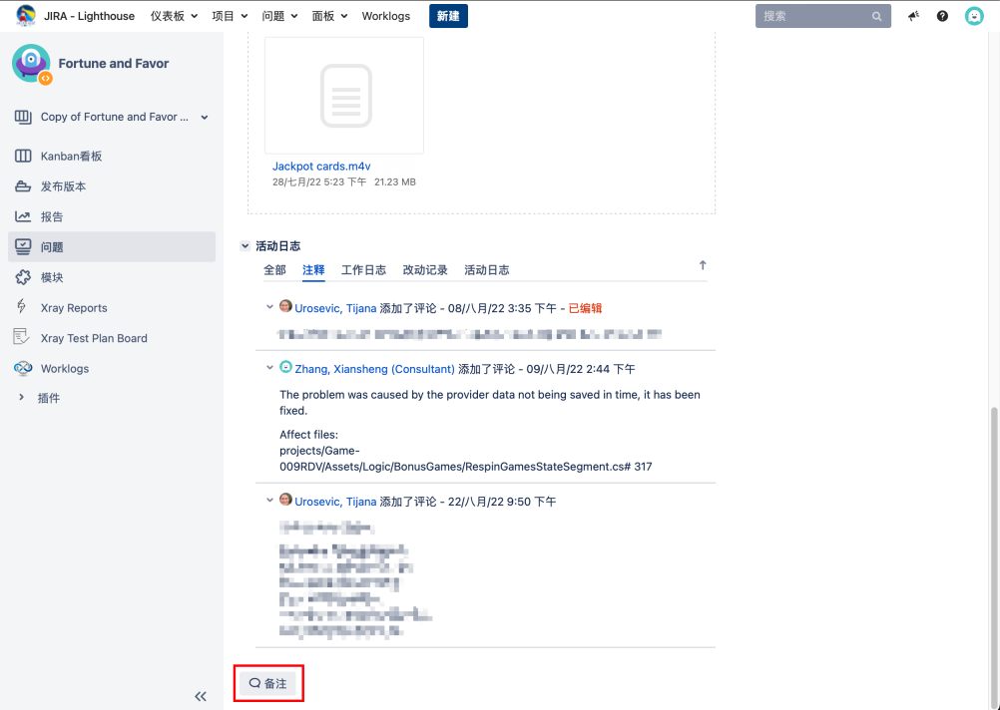 JIRA - Lighthouse 仪表板 项目 问题 面板 Worklogs 新建 搜索
Fortune and Favor
Copy of Fortune and Favor ...
Kanban看板
发布版本
报告
问题
模块
Xray Reports
Xray Test Plan Board
Worklogs
插件
Jackpot cards.m4v
28/七月/22 5:23 下午 21.23 MB
活动日志
全部 注释 工作日志 改动记录 活动日志
Urosevic, Tijana 添加了评论 - 08/八月/22 3:35 下午 - 已编辑
Zhang, Xiansheng (Consultant) 添加了评论 - 09/八月/22 2:44 下午
The problem was caused by the provider data not being saved in time, it has been
fixed.
Affect files:
projects/Game-
009RDV/Assets/Logic/BonusGames/RespinGamesStateSegment.cs# 317
Urosevic, Tijana 添加了评论 - 22/八月/22 9:50 下午
备注